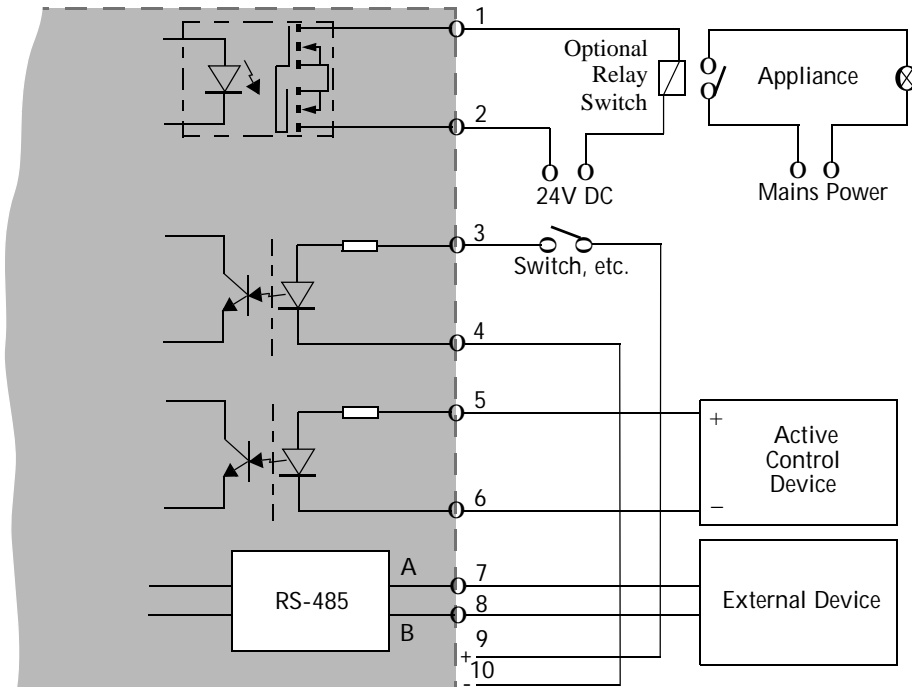 1
Optional
Relay
Switch
Appliance
2
24V DC
Mains Power
3
Switch, etc.
4
5
+
Active
Control
Device
6
–
A
7
RS-485
8
External Device
B
9
+
10
-